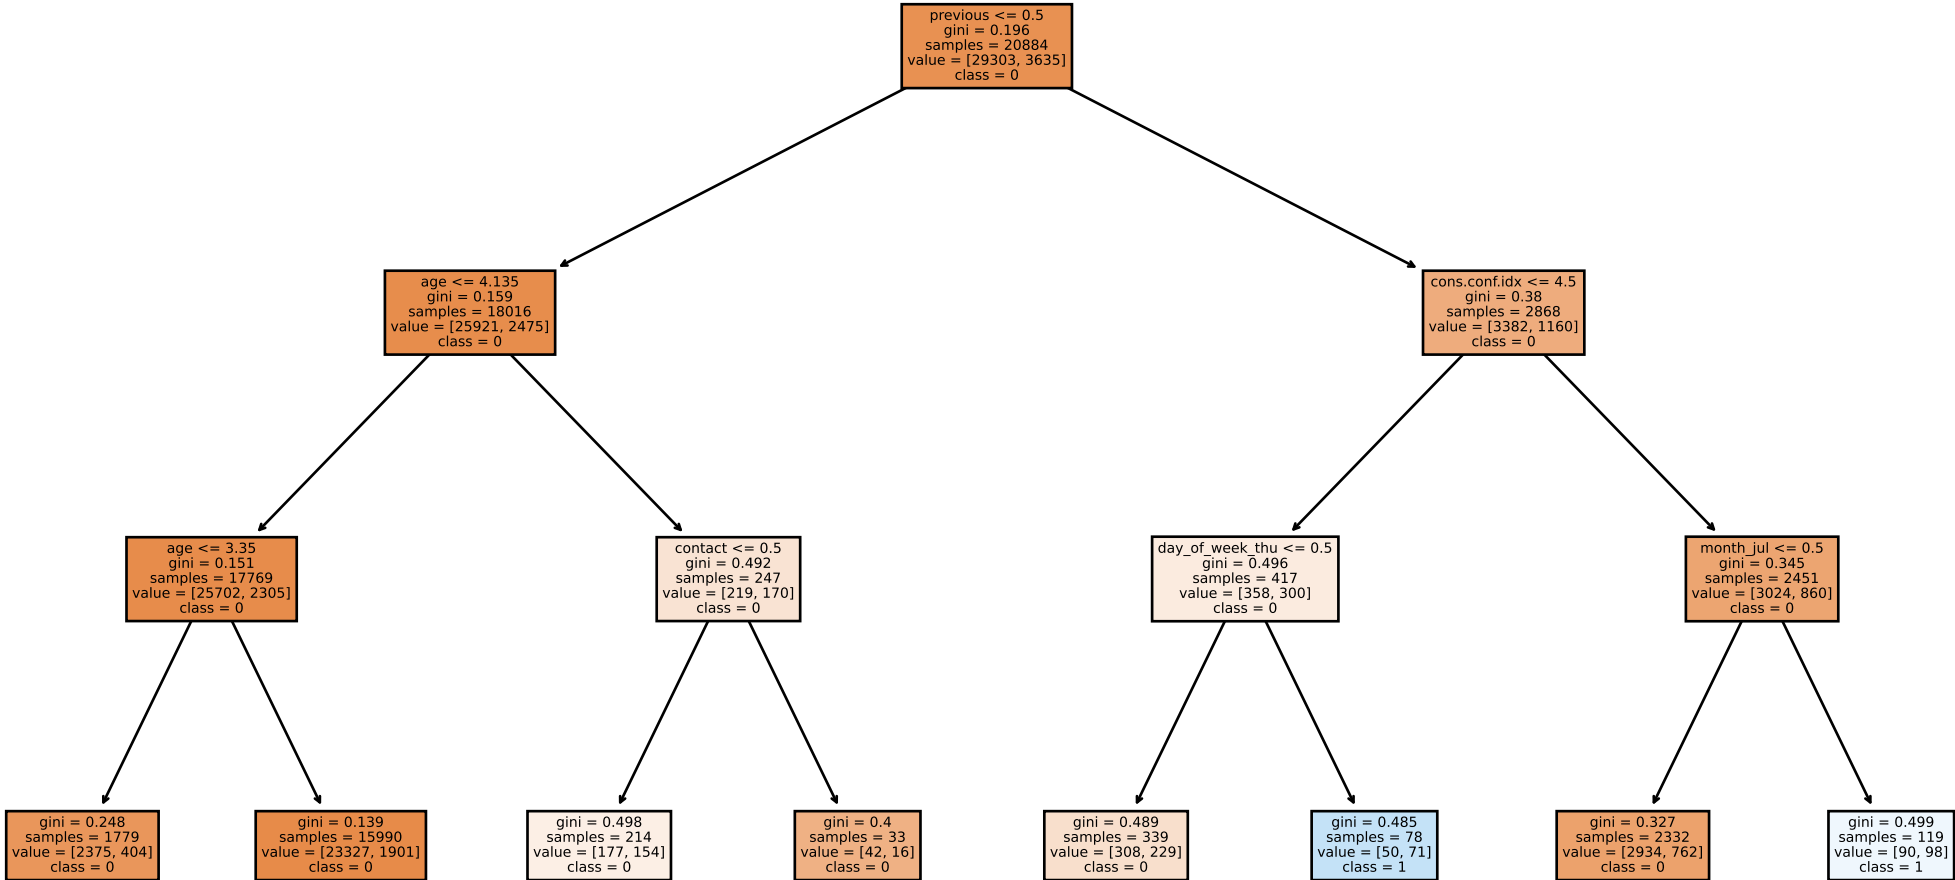 previous <= 0.5
gini = 0.196
samples = 20884
value = [29303, 3635]
class = 0
age <= 4.135
gini = 0.159
samples = 18016
value = [25921, 2475]
class = 0
cons.conf.idx <= 4.5
gini = 0.38
samples = 2868
value = [3382, 1160]
class = 0
age <= 3.35
gini = 0.151
samples = 17769
value = [25702, 2305]
class = 0
contact <= 0.5
gini = 0.492
samples = 247
value = [219, 170]
class = 0
day_of_week_thu <= 0.5
gini = 0.496
samples = 417
value = [358, 300]
class = 0
month_jul <= 0.5
gini = 0.345
samples = 2451
value = [3024, 860]
class = 0
gini = 0.248
samples = 1779
value = [2375, 404]
class = 0
gini = 0.139
samples = 15990
value = [23327, 1901]
class = 0
gini = 0.498
samples = 214
value = [177, 154]
class = 0
gini = 0.4
samples = 33
value = [42, 16]
class = 0
gini = 0.489
samples = 339
value = [308, 229]
class = 0
gini = 0.485
samples = 78
value = [50, 71]
class = 1
gini = 0.327
samples = 2332
value = [2934, 762]
class = 0
gini = 0.499
samples = 119
value = [90, 98]
class = 1